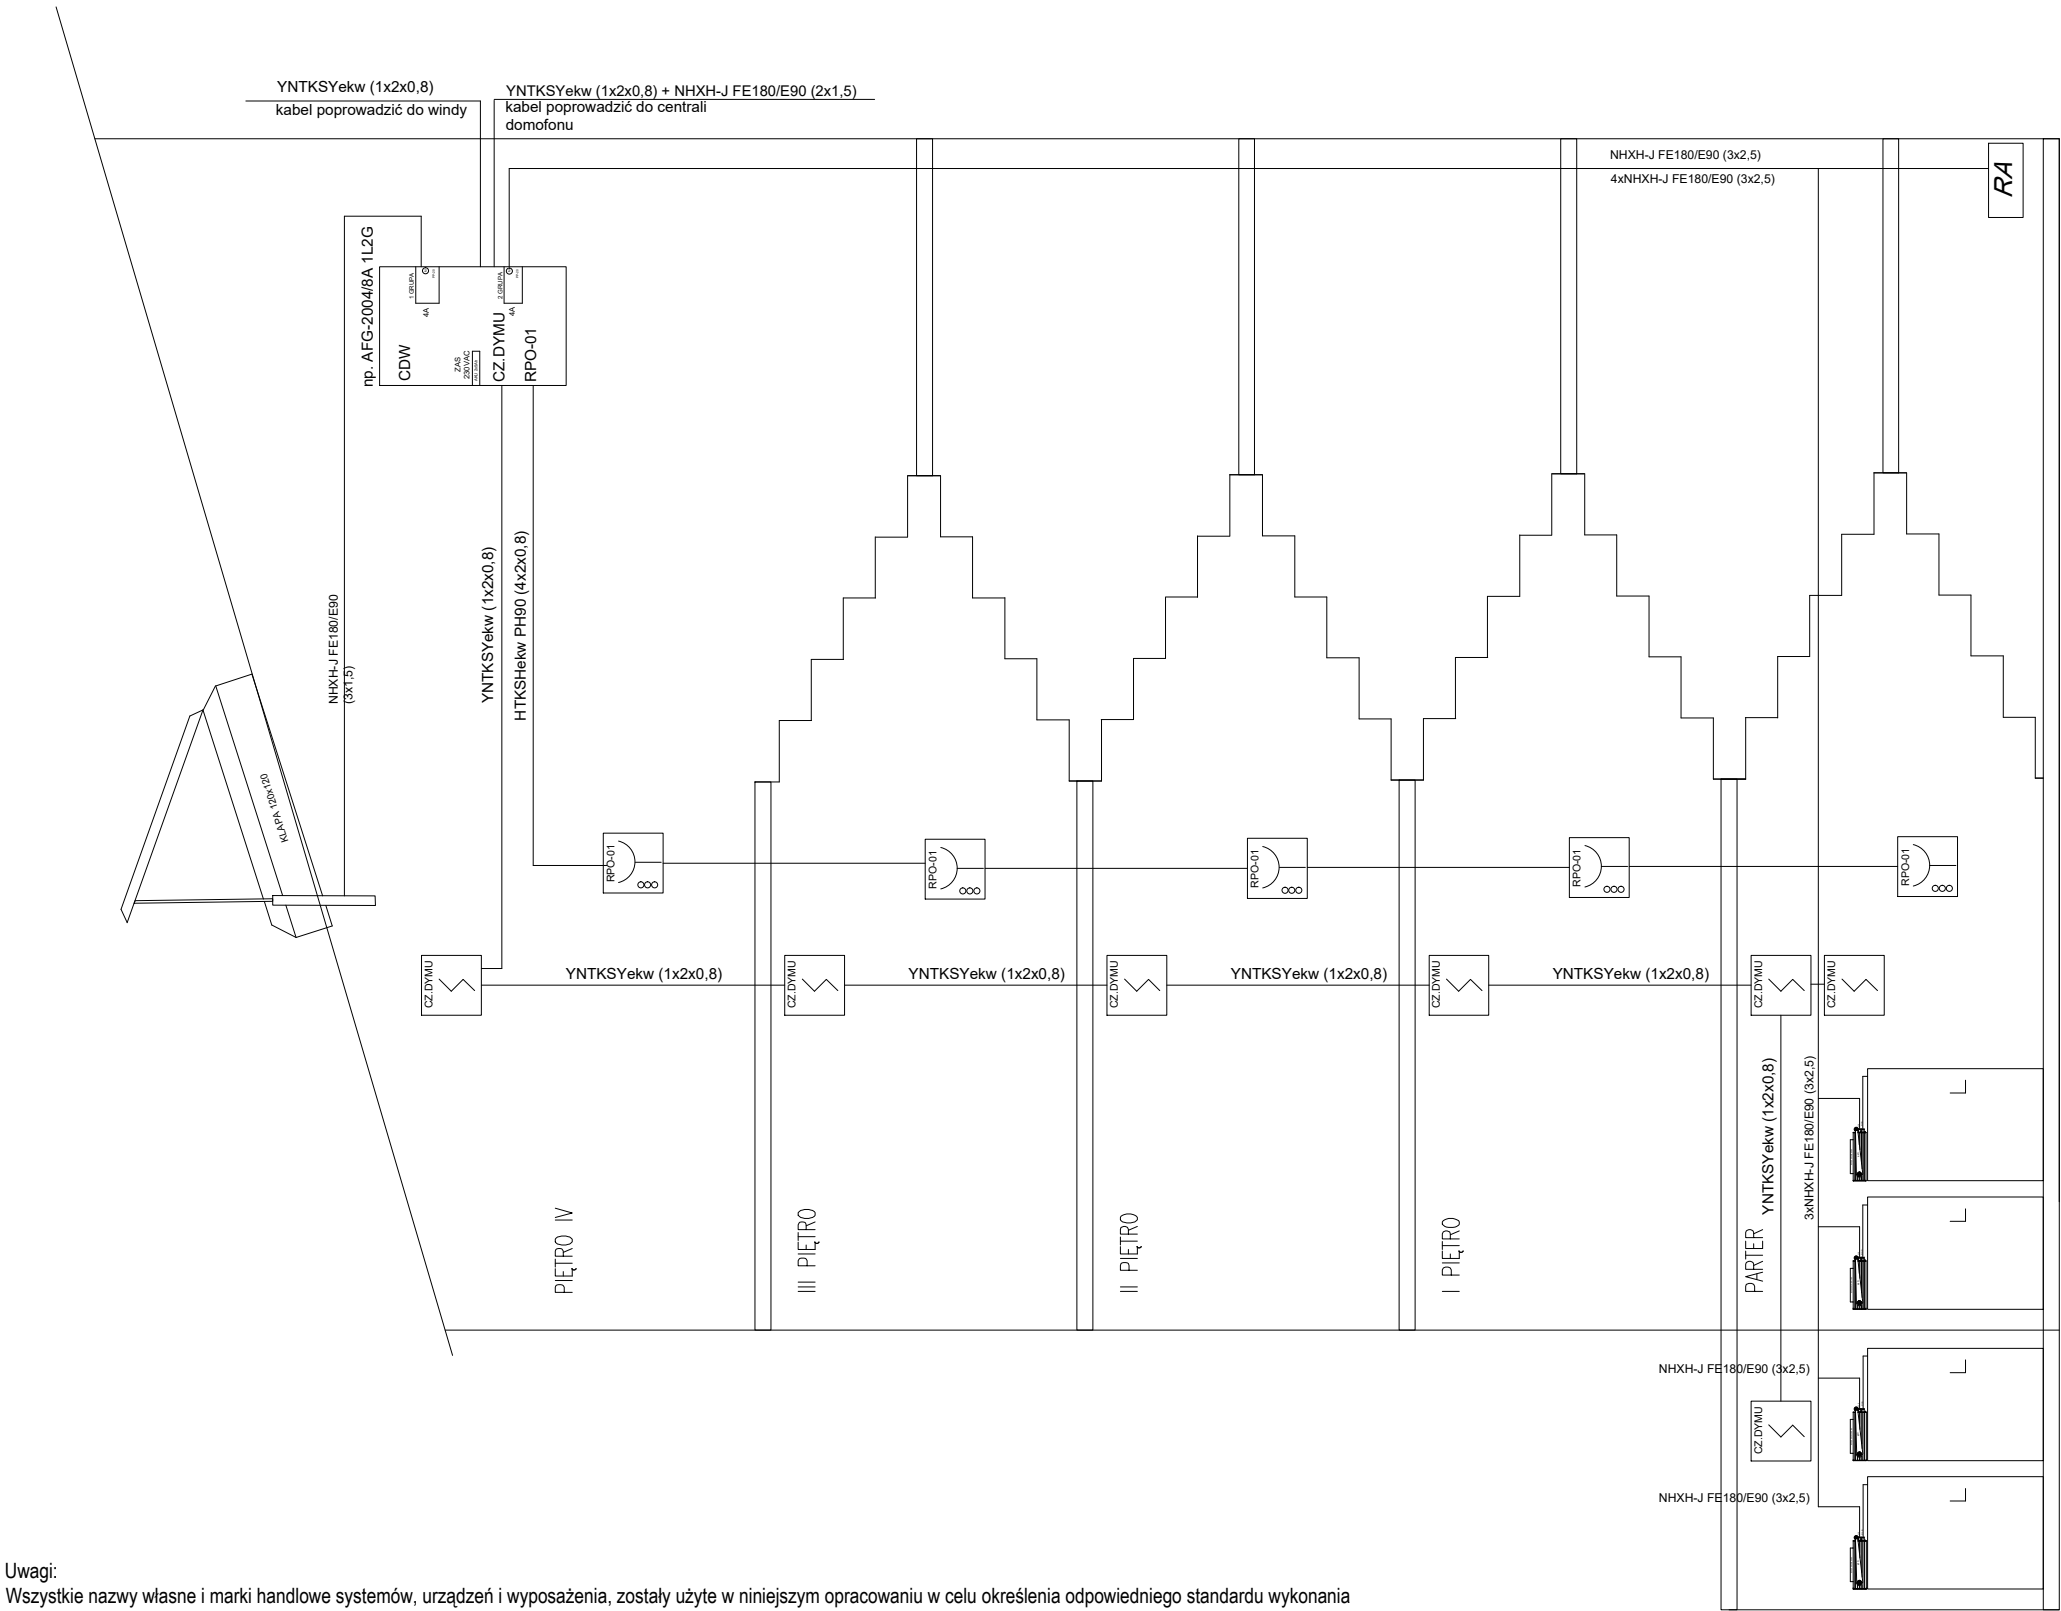 YNTKSYekw (1x2x0,8)
kabel poprowadzić do windy
YNTKSYekw (1x2x0,8) + NHXH-J FE180/E90 (2x1,5)
kabel poprowadzić do centrali
domofonu
NHXH-J FE180/E90 (3x2,5)
4xNHXH-J FE180/E90 (3x2,5)
RA
np. AFG-2004/8A 1L2G
1 GRUPA
4A
2 GRUPA
4A
CDW
ZAS
230VAC
CZ.DYMU
RPO-01
NHXH-J FE180/E90
(3x1,5)
YNTKSYekw (1x2x0,8)
HTKSHekw PH90 (4x2x0,8)
KLAPA 120x120
RPO-01
RPO-01
RPO-01
RPO-01
RPO-01
CZ.DYMU
YNTKSYekw (1x2x0,8)
CZ.DYMU
YNTKSYekw (1x2x0,8)
CZ.DYMU
YNTKSYekw (1x2x0,8)
CZ.DYMU
YNTKSYekw (1x2x0,8)
CZ.DYMU
CZ.DYMU
YNTKSYekw (1x2x0,8)
3xNHXH-J FE180/E90 (3x2,5)
PIĘTRO IV
III PIĘTRO
II PIĘTRO
I PIĘTRO
PARTER
NHXH-J FE180/E90 (3x2,5)
CZ.DYMU
NHXH-J FE180/E90 (3x2,5)
Uwagi:
Wszystkie nazwy własne i marki handlowe systemów, urządzeń i wyposażenia, zostały użyte w niniejszym opracowaniu w celu określenia odpowiedniego standardu wykonania